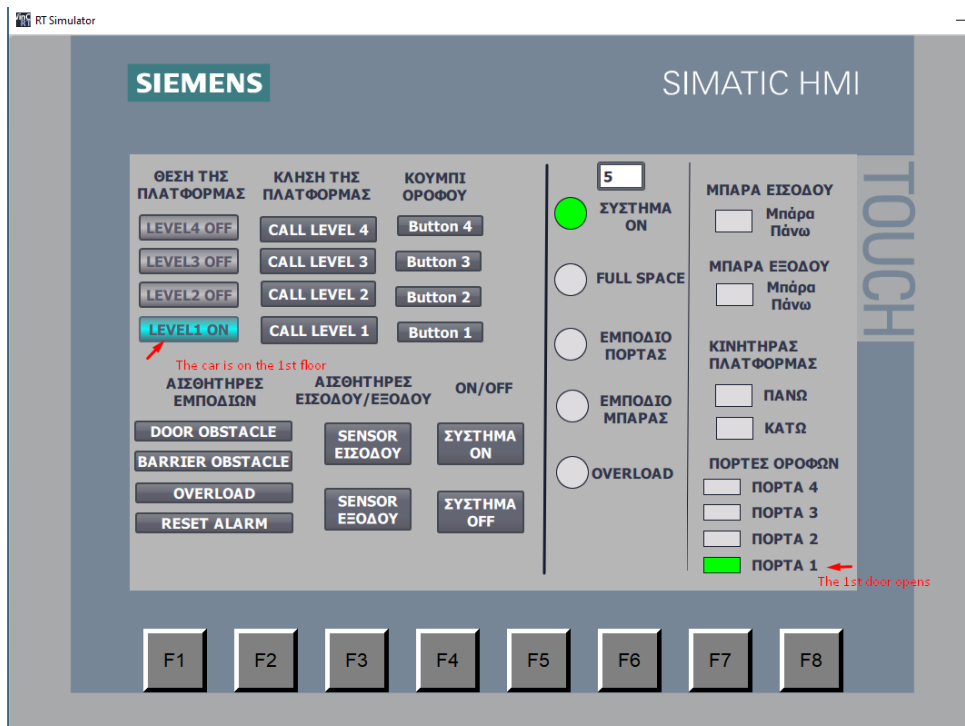 RT Simulator
SIEMENS
SIMATIC HMI
TOUCH
ΘΕΣΗ ΤΗΣ
ΠΛΑΤΦΟΡΜΑΣ
ΚΛΗΣΗ ΤΗΣ
ΠΛΑΤΦΟΡΜΑΣ
ΚΟΥΜΠΙ
ΟΡΟΦΟΥ
LEVEL4 OFF
CALL LEVEL 4
Button 4
LEVEL3 OFF
CALL LEVEL 3
Button 3
LEVEL2 OFF
CALL LEVEL 2
Button 2
LEVEL1 ON
CALL LEVEL 1
Button 1
The car is on the 1st floor
ΑΙΣΘΗΤΗΡΕΣ
ΕΜΠΟΔΙΩΝ
ΑΙΣΘΗΤΗΡΕΣ
ΕΙΣΟΔΟΥ/ΕΞΟΔΟΥ
ON/OFF
DOOR OBSTACLE
BARRIER OBSTACLE
OVERLOAD
RESET ALARM
SENSOR
ΕΙΣΟΔΟΥ
SENSOR
ΕΞΟΔΟΥ
ΣΥΣΤΗΜΑ
ON
ΣΥΣΤΗΜΑ
OFF
5
ΣΥΣΤΗΜΑ
ON
FULL SPACE
ΕΜΠΟΔΙΟ
ΠΟΡΤΑΣ
ΕΜΠΟΔΙΟ
ΜΠΑΡΑΣ
OVERLOAD
ΜΠΑΡΑ ΕΙΣΟΔΟΥ
Μπάρα
Πάνω
ΜΠΑΡΑ ΕΞΟΔΟΥ
Μπάρα
Πάνω
ΚΙΝΗΤΗΡΑΣ
ΠΛΑΤΦΟΡΜΑΣ
ΠΑΝΩ
ΚΑΤΩ
ΠΟΡΤΕΣ ΟΡΟΦΩΝ
ΠΟΡΤΑ 4
ΠΟΡΤΑ 3
ΠΟΡΤΑ 2
ΠΟΡΤΑ 1
The 1st door opens
F1
F2
F3
F4
F5
F6
F7
F8